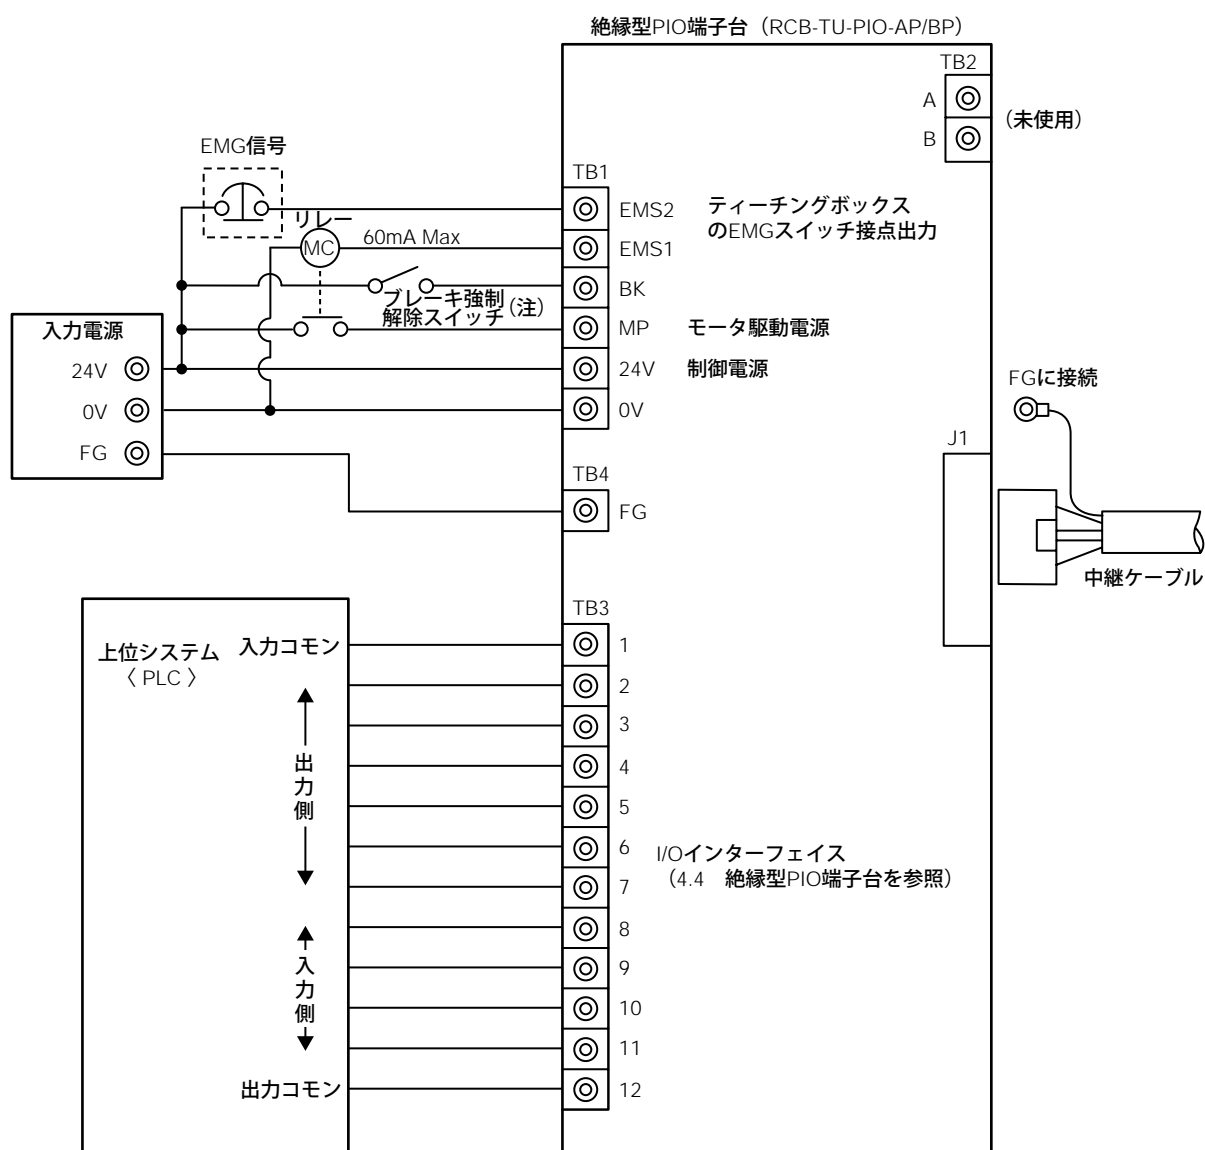 絶縁型PIO端子台（RCB-TU-PIO-AP/BP）
TB2
A
B
（未使用）
EMG信号
TB1
EMS2
ティーチングボックス
のEMGスイッチ接点出力
リレー
MC
60mA Max
EMS1
BK
ブレーキ強制
解除スイッチ
（注）
MP
モータ駆動電源
入力電源
24V
24V
制御電源
0V
0V
FG
FGに接続
J1
TB4
FG
中継ケーブル
TB3
上位システム
〈 PLC 〉
入力コモン
1
2
3
出力側
4
5
6
I/Oインターフェイス
（4.4　絶縁型PIO端子台を参照）
7
8
入力側
9
10
11
出力コモン
12